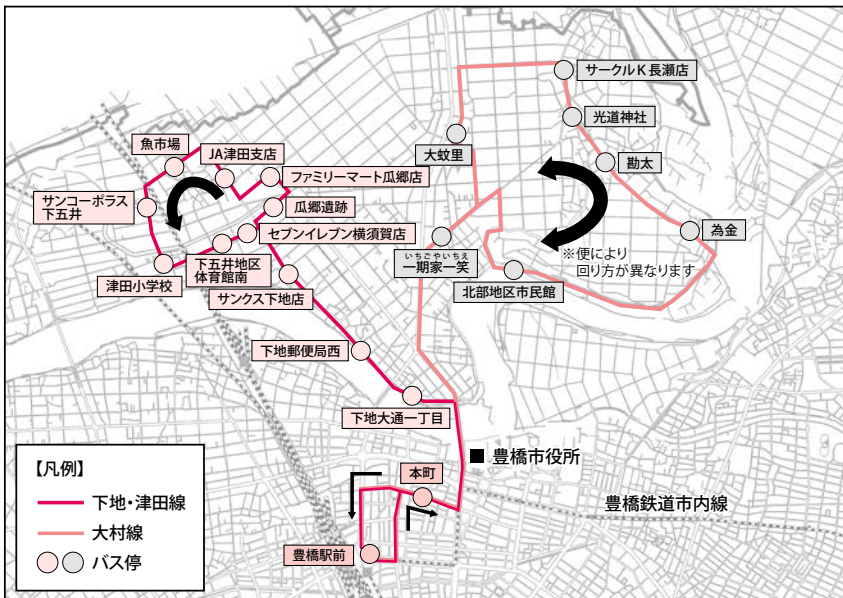 サークルK長瀬店
光道神社
魚市場
JA津田支店
大蚊里
勘太
ファミリーマート瓜郷店
サンコーポラス
下五井
瓜郷遺跡
為金
セブンイレブン横須賀店
いちごやいちえ
一期家一笑
※便により
回り方が異なります
下五井地区
体育館南
北部地区市民館
津田小学校
サンクス下地店
下地郵便局西
下地大通一丁目
豊橋市役所
本町
豊橋鉄道市内線
豊橋駅前
【凡例】
下地・津田線
大村線
バス停